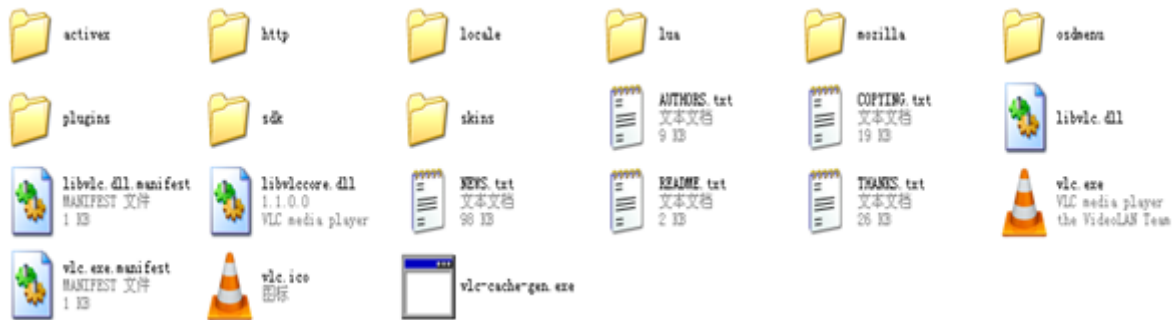 activex
http
locale
lua
mozilla
osdmenu
plugins
sdk
skins
AUTHORS.txt
文本文档
9 KB
COPYING.txt
文本文档
19 KB
libvlc.dll
libvlc.dll.manifest
MANIFEST 文件
1 KB
libvlccore.dll
1.1.0.0
VLC media player
NEWS.txt
文本文档
98 KB
README.txt
文本文档
2 KB
THANKS.txt
文本文档
26 KB
vlc.exe
VLC media player
the VideoLAN Team
vlc.exe.manifest
MANIFEST 文件
1 KB
vlc.ico
图标
vlc-cache-gen.exe